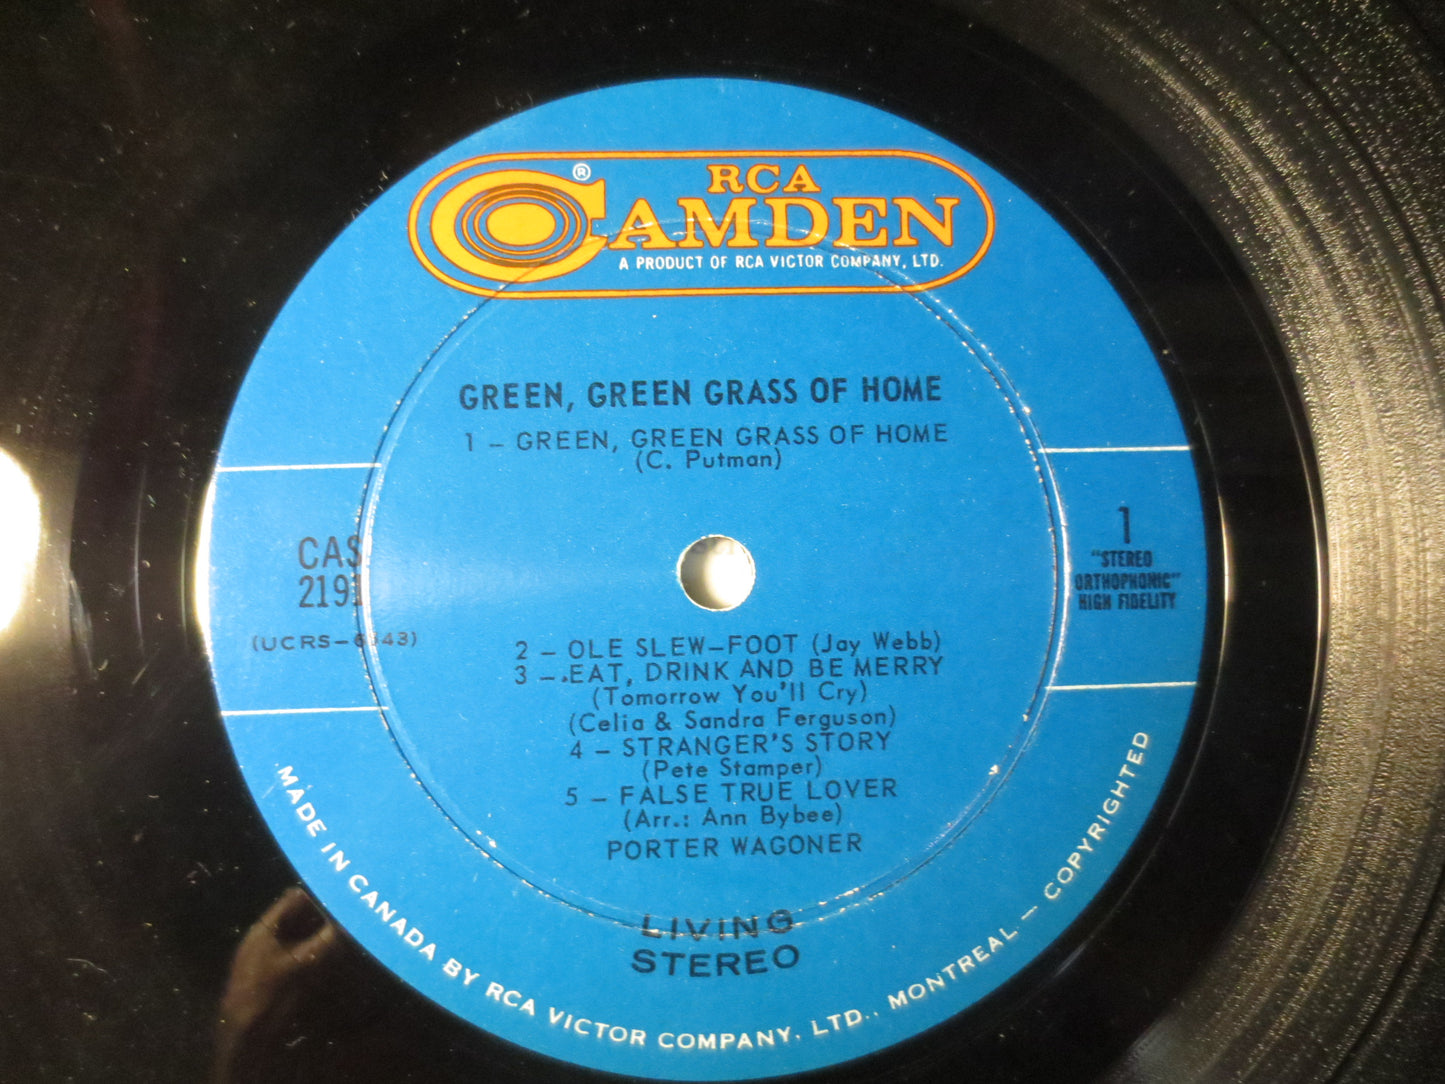 ®
RCA
CAMDEN
A PRODUCT OF RCA VICTOR COMPANY, LTD.
GREEN, GREEN GRASS OF HOME
1 – GREEN, GREEN GRASS OF HOME
(C. Putman)
CAS
2191
1
"STEREO
ORTHOPHONIC"
HIGH FIDELITY
2 – OLE SLEW–FOOT (Jay Webb)
3 – EAT, DRINK AND BE MERRY
(Tomorrow You'll Cry)
(Celia & Sandra Ferguson)
4 – STRANGER'S STORY
(Pete Stamper)
5 – FALSE TRUE LOVER
(Arr.: Ann Bybee)
PORTER WAGONER
LIVING
STEREO
MADE IN CANADA BY RCA VICTOR COMPANY, LTD., MONTREAL – COPYRIGHTED